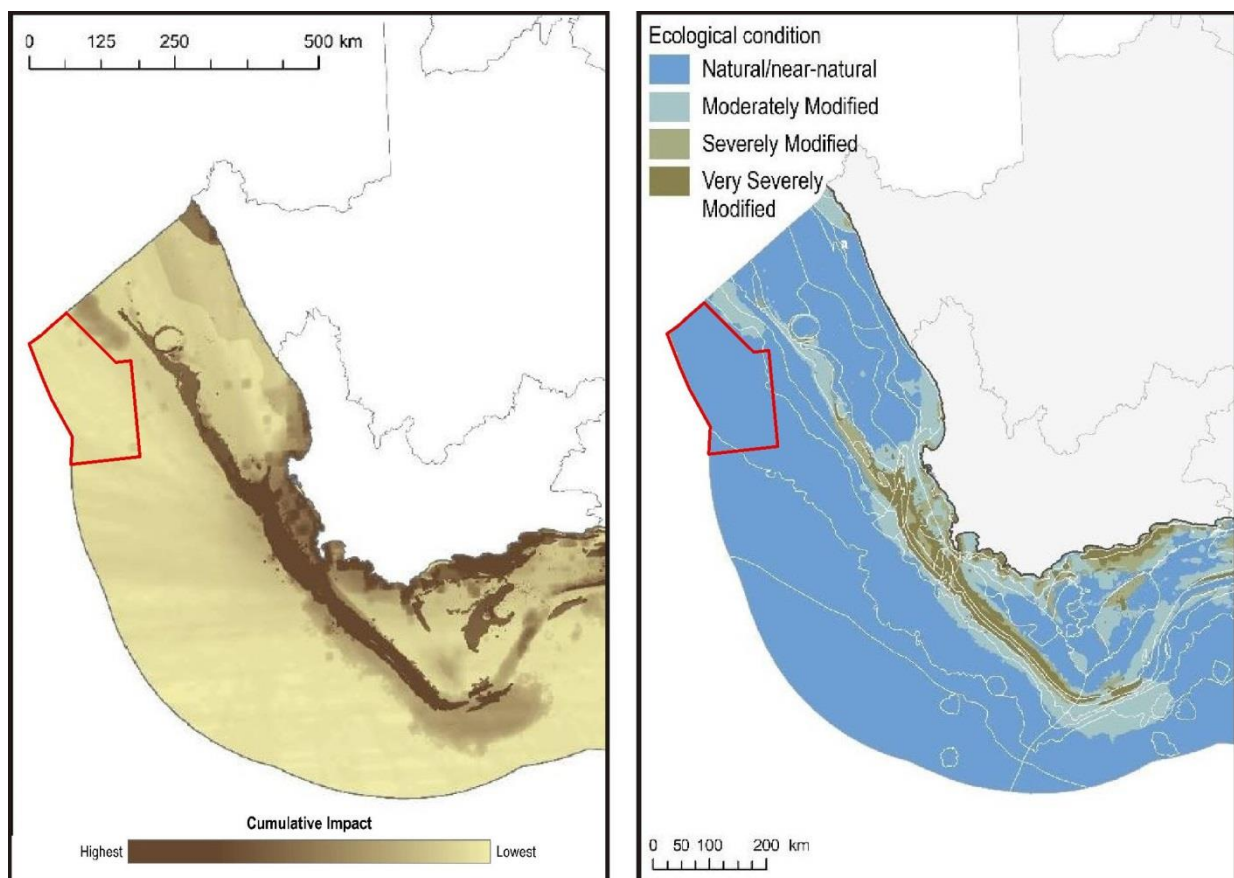 0 125 250 500 km
Cumulative Impact
Highest Lowest
Ecological condition
Natural/near-natural
Moderately Modified
Severely Modified
Very Severely
Modified
0 50 100 200 km